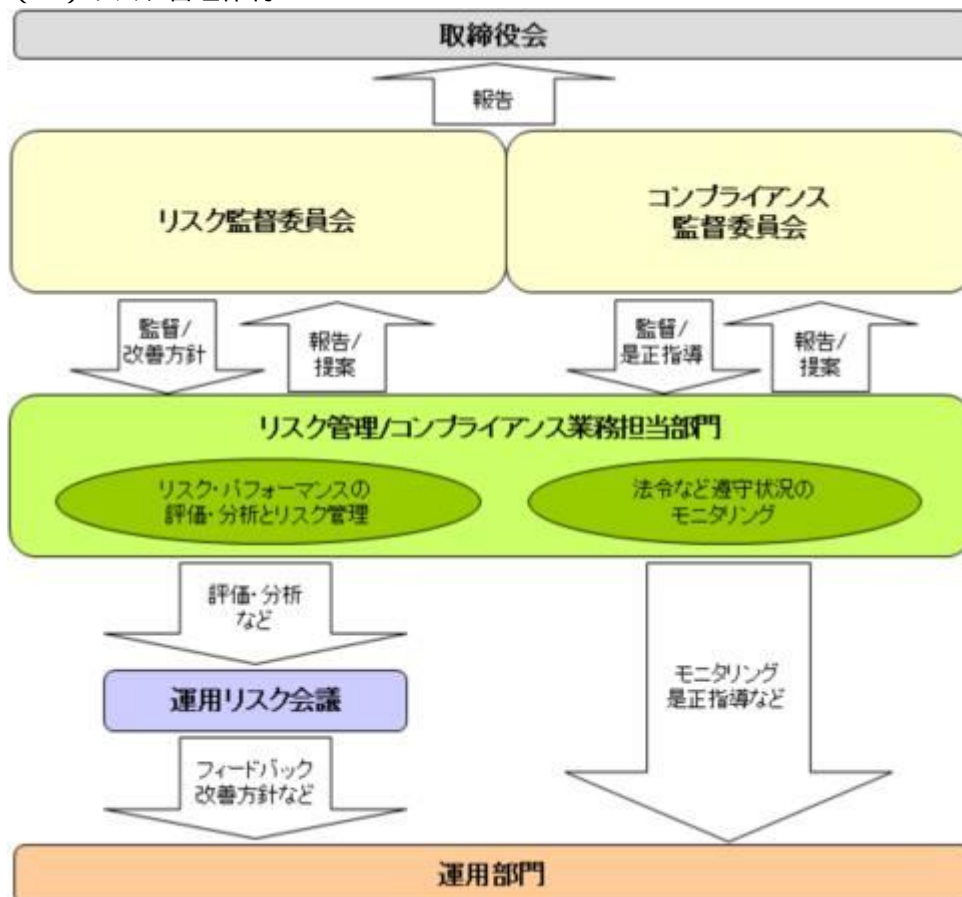 取締役会
報告
リスク監督委員会
コンプライアンス
監督委員会
監督/
改善方針
報告/
提案
監督/
是正指導
報告/
提案
リスク管理/コンプライアンス業務担当部門
リスク・パフォーマンスの
評価・分析とリスク管理
法令など遵守状況の
モニタリング
評価・分析
など
運用リスク会議
モニタリング
是正指導など
フィードバック
改善方針など
運用部門